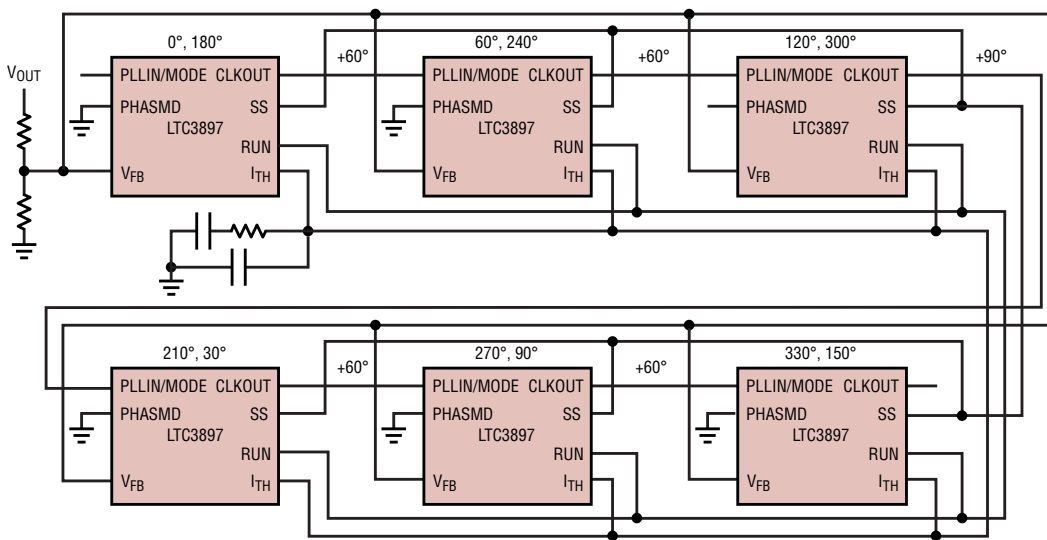 0°, 180°
60°, 240°
120°, 300°
+60°
+60°
+90°
VOUT
PLLIN/MODE CLKOUT
PHASMD SS
LTC3897
RUN
VFB ITH
PLLIN/MODE CLKOUT
PHASMD SS
LTC3897
RUN
VFB ITH
PLLIN/MODE CLKOUT
PHASMD SS
LTC3897
RUN
VFB ITH
210°, 30°
270°, 90°
330°, 150°
+60°
+60°
PLLIN/MODE CLKOUT
PHASMD SS
LTC3897
RUN
VFB ITH
PLLIN/MODE CLKOUT
PHASMD SS
LTC3897
RUN
VFB ITH
PLLIN/MODE CLKOUT
PHASMD SS
LTC3897
RUN
VFB ITH